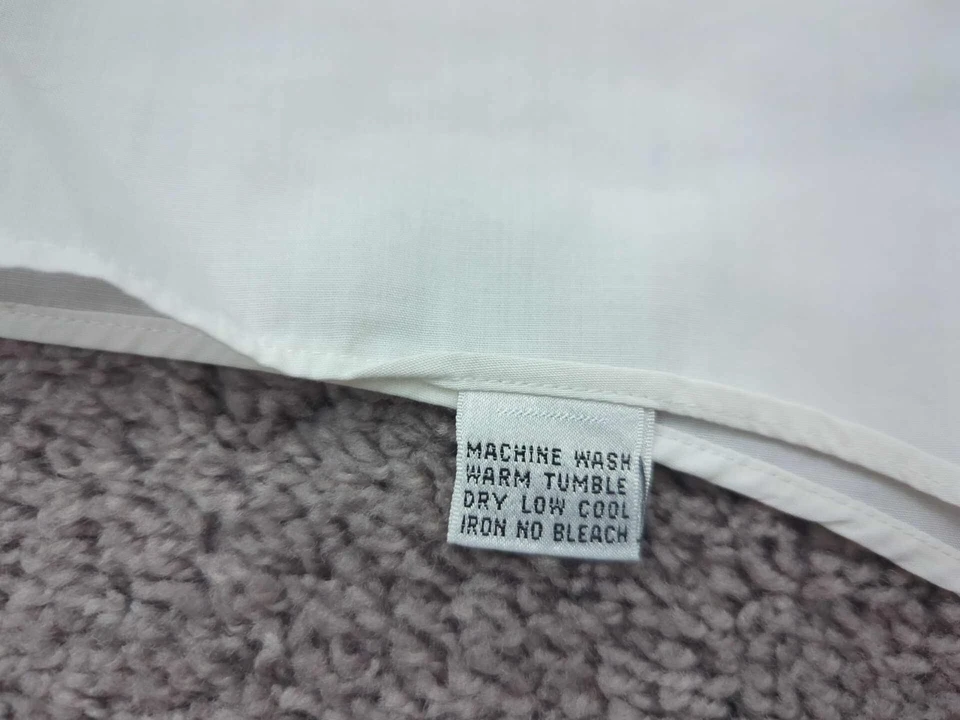 MACHINE WASH
WARM TUMBLE
DRY LOW COOL
IRON NO BLEACH